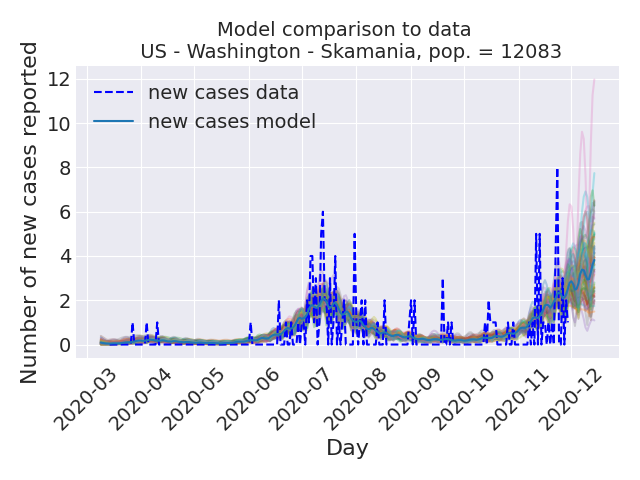 Model comparison to data
US - Washington - Skamania, pop. = 12083
Number of new cases reported
12
10
8
6
4
2
0
new cases data
new cases model
2020-03
2020-04
2020-05
2020-06
2020-07
2020-08
2020-09
2020-10
2020-11
2020-12
Day